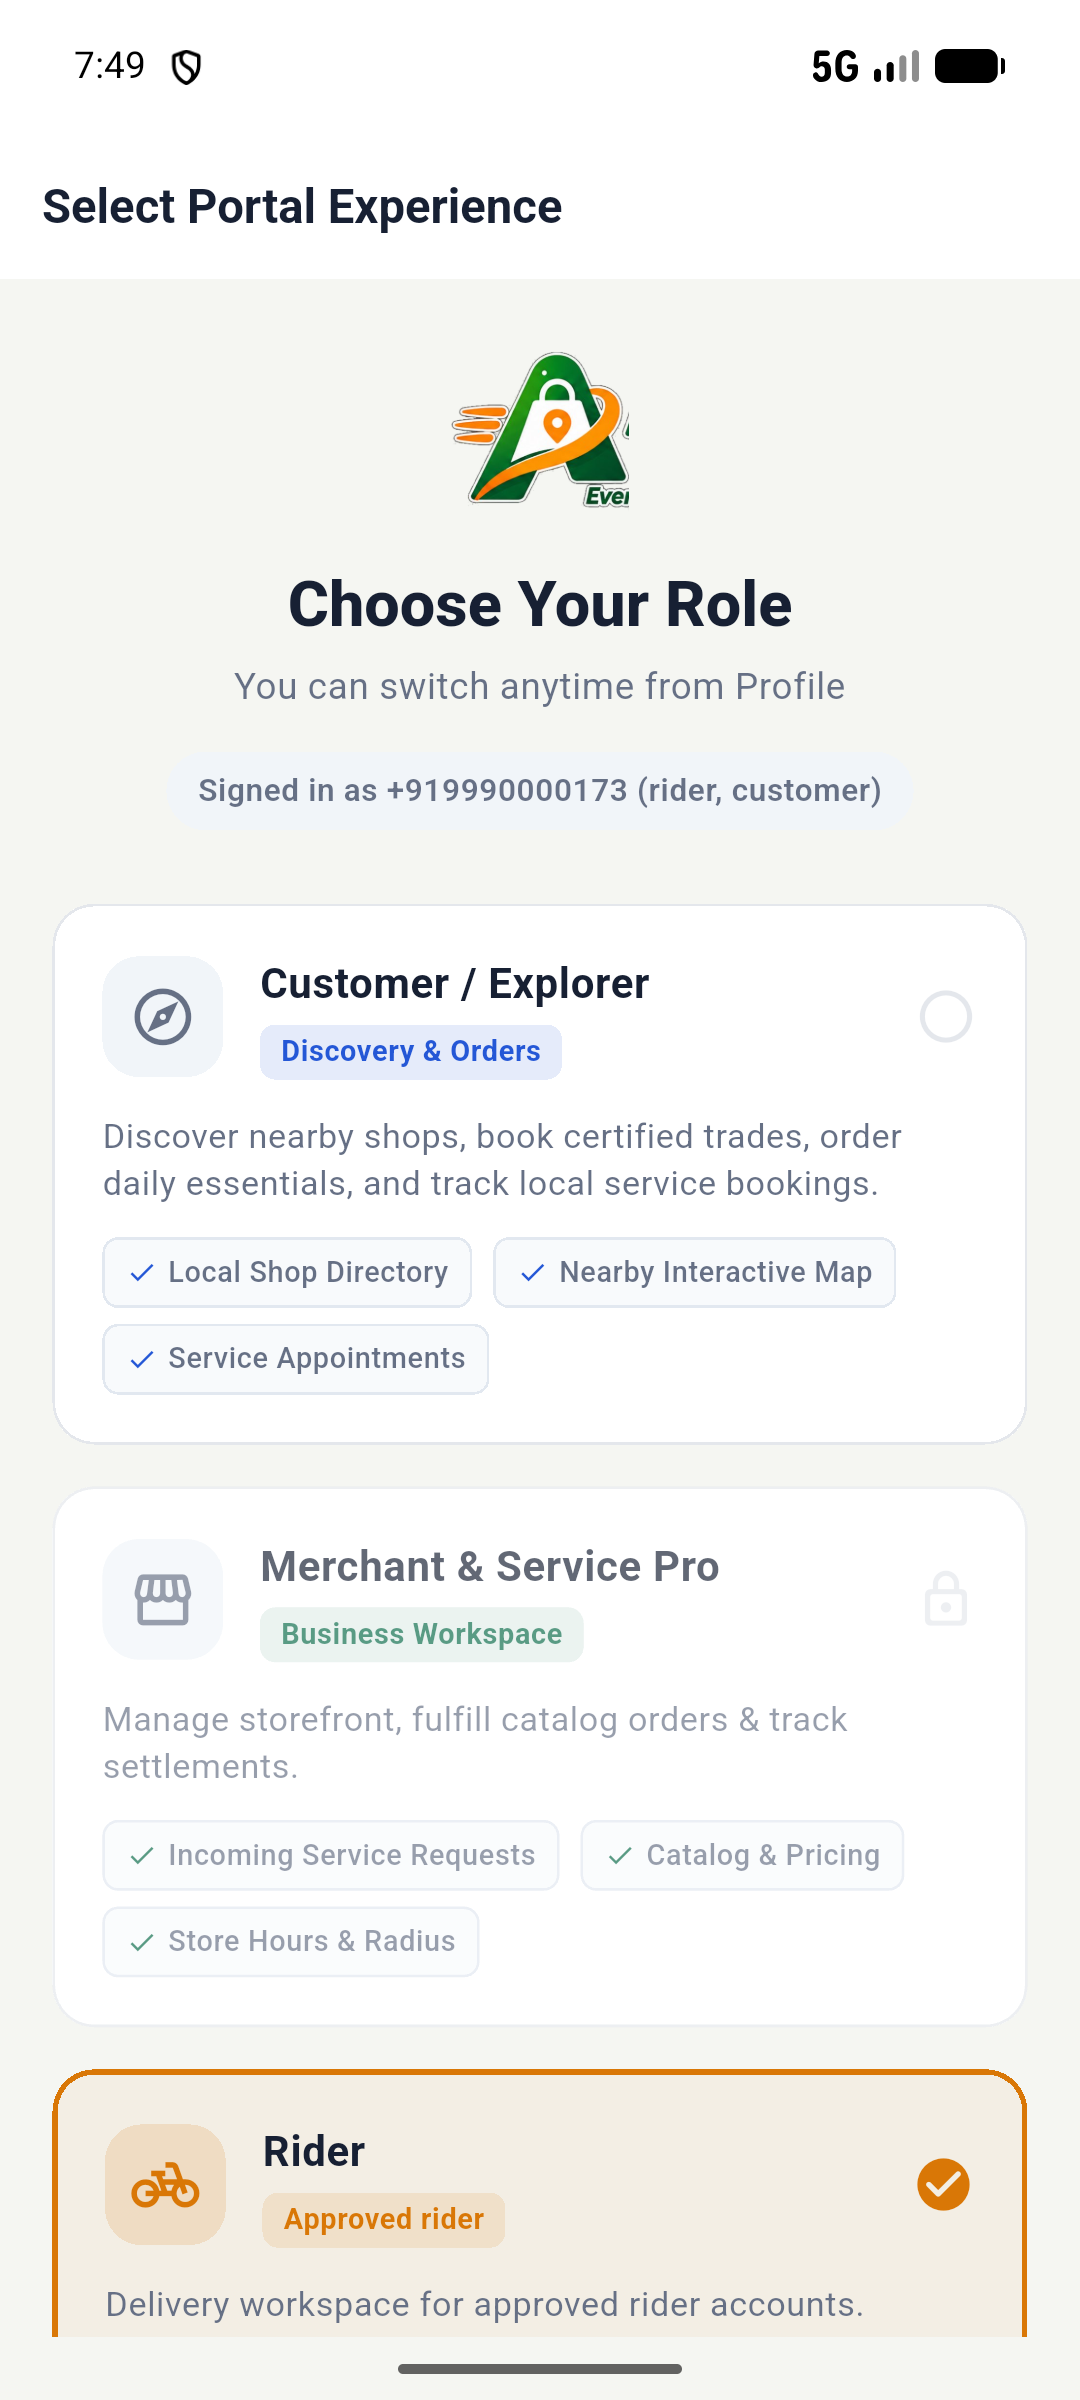 7:49
5G
Select Portal Experience
Ever
Choose Your Role
You can switch anytime from Profile
Signed in as +919990000173 (rider, customer)
Customer / Explorer
Discovery & Orders
Discover nearby shops, book certified trades, order
daily essentials, and track local service bookings.
Local Shop Directory
Nearby Interactive Map
Service Appointments
Merchant & Service Pro
Business Workspace
Manage storefront, fulfill catalog orders & track
settlements.
Incoming Service Requests
Catalog & Pricing
Store Hours & Radius
Rider
Approved rider
Delivery workspace for approved rider accounts.